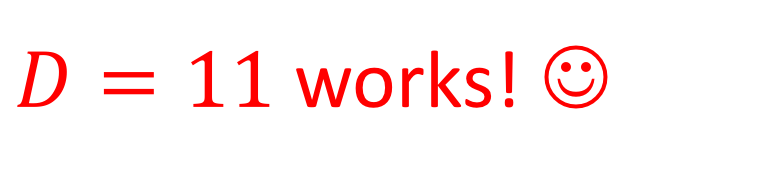 D = 11 works! ☺